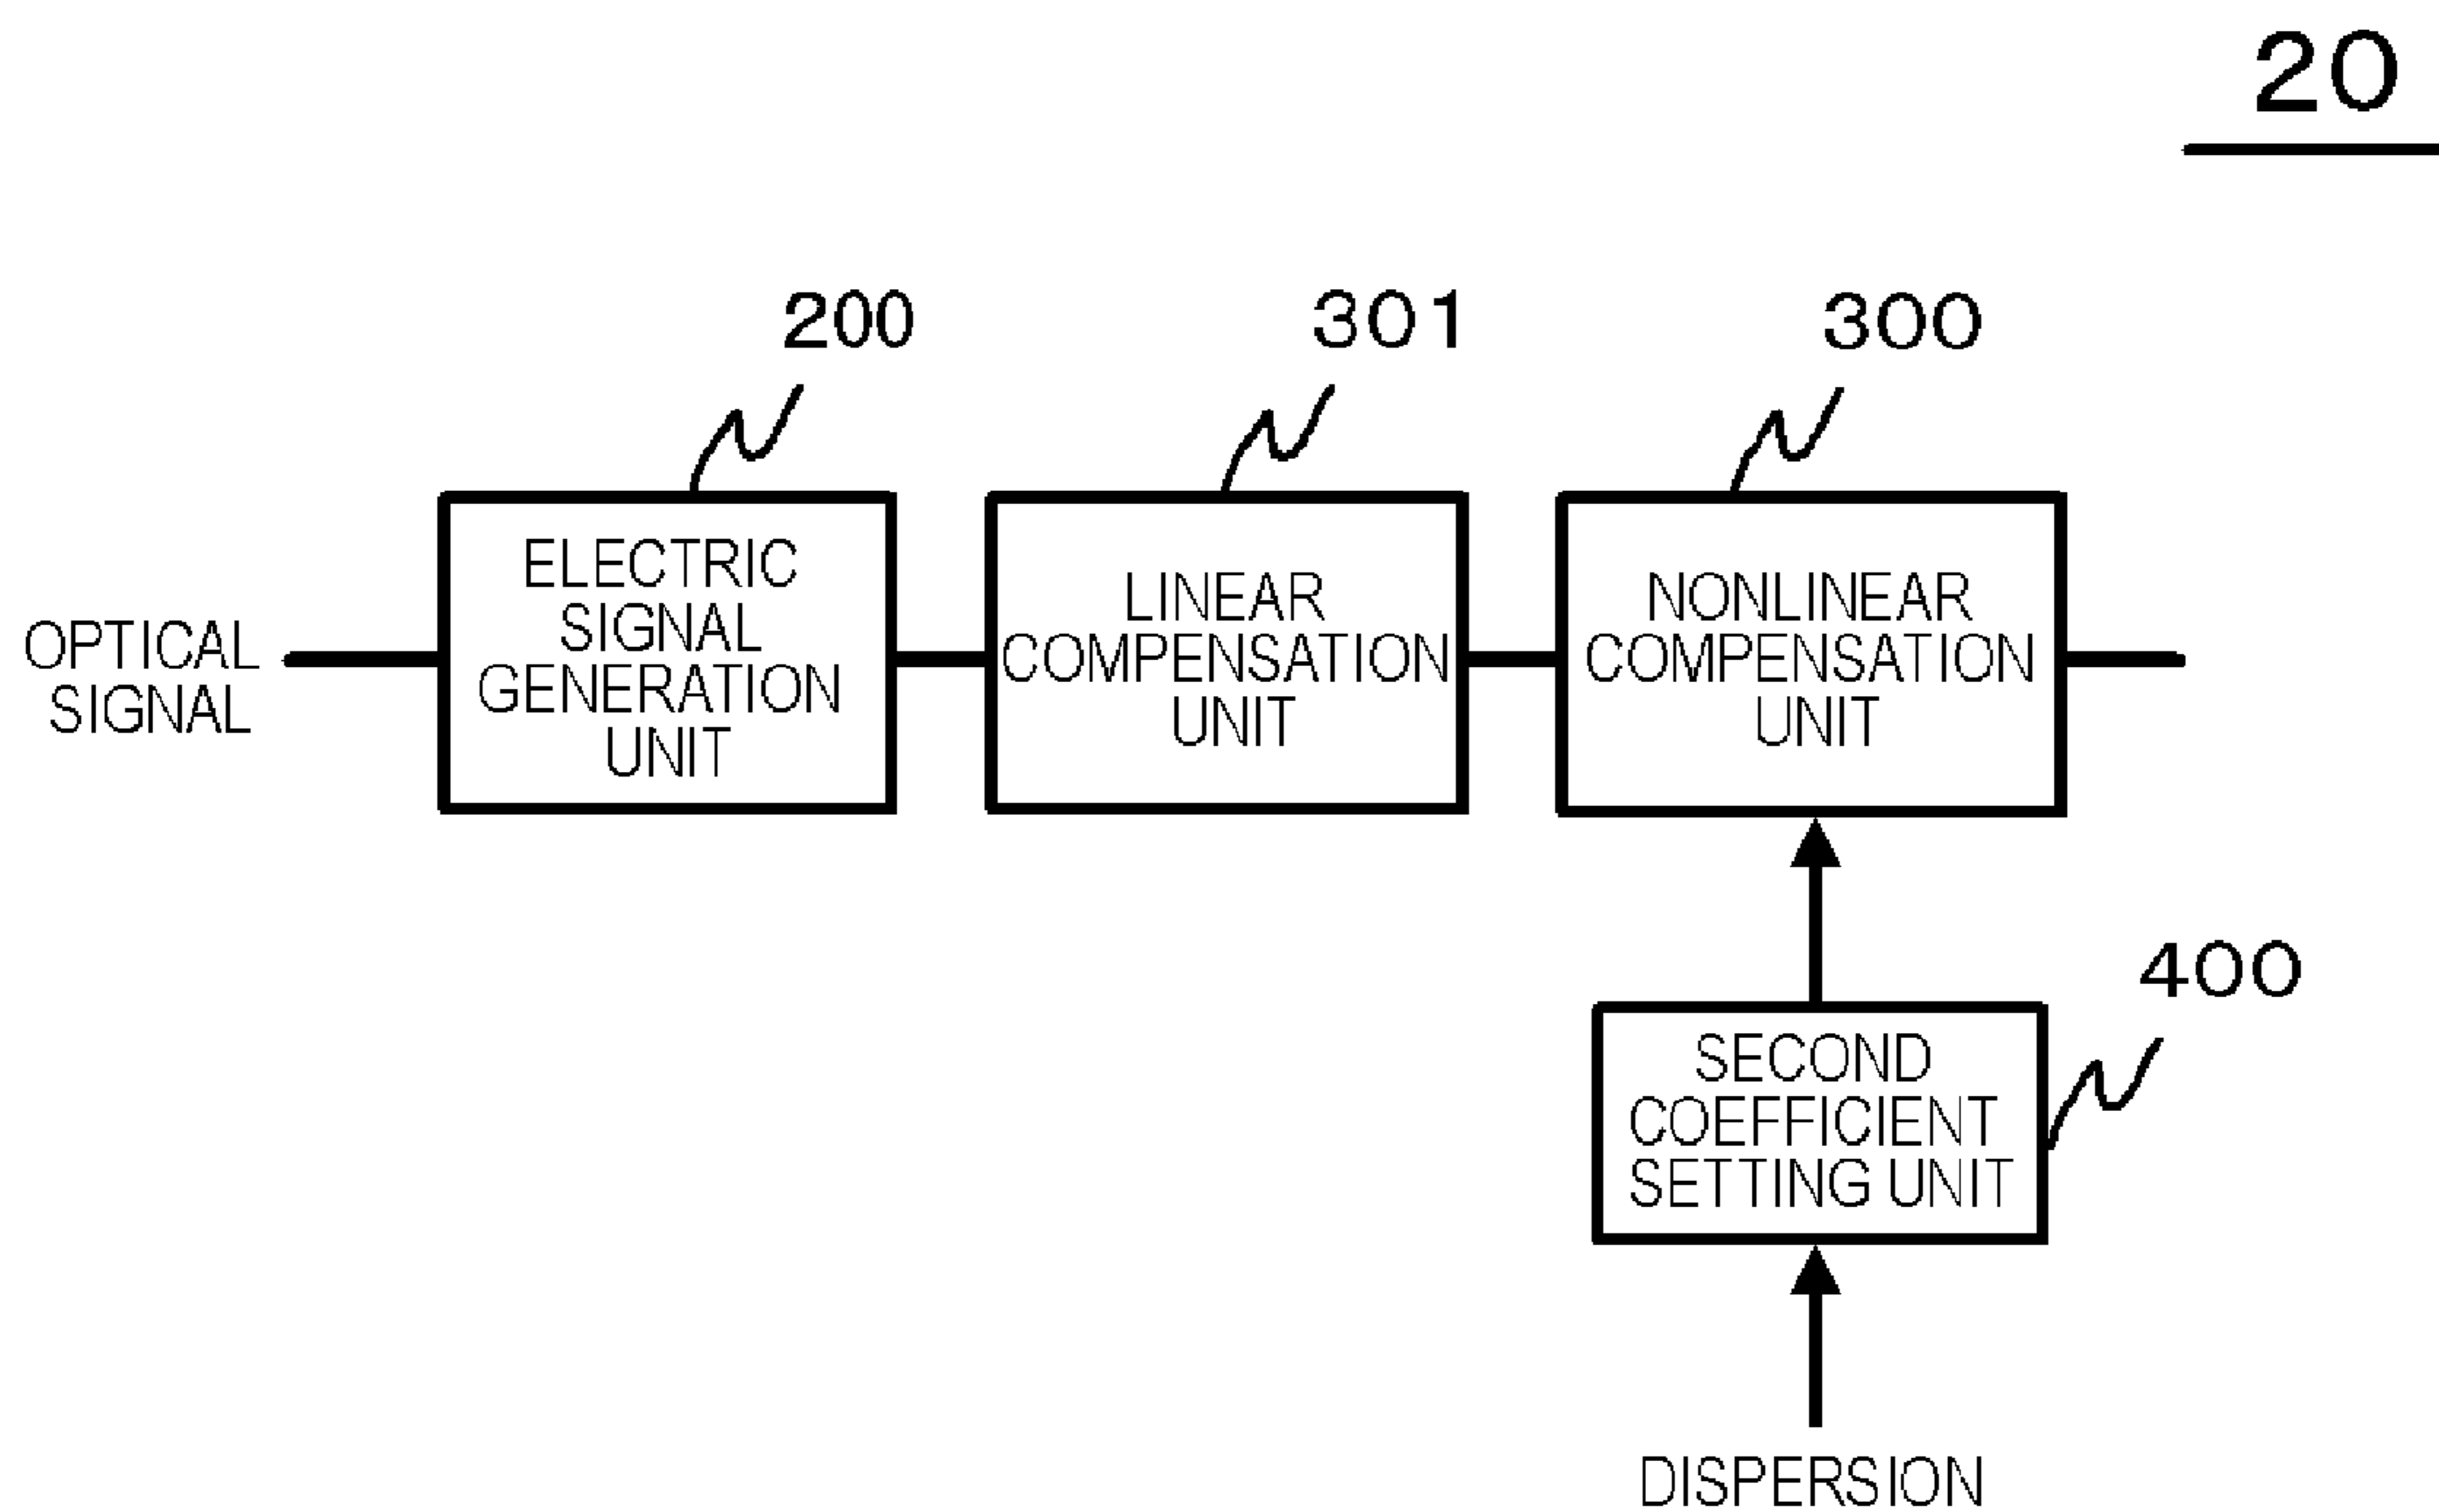 20
200
301
300
OPTICAL
SIGNAL
ELECTRIC
SIGNAL
GENERATION
UNIT
LINEAR
COMPENSATION
UNIT
NONLINEAR
COMPENSATION
UNIT
400
SECOND
COEFFICIENT
SETTING UNIT
DISPERSION